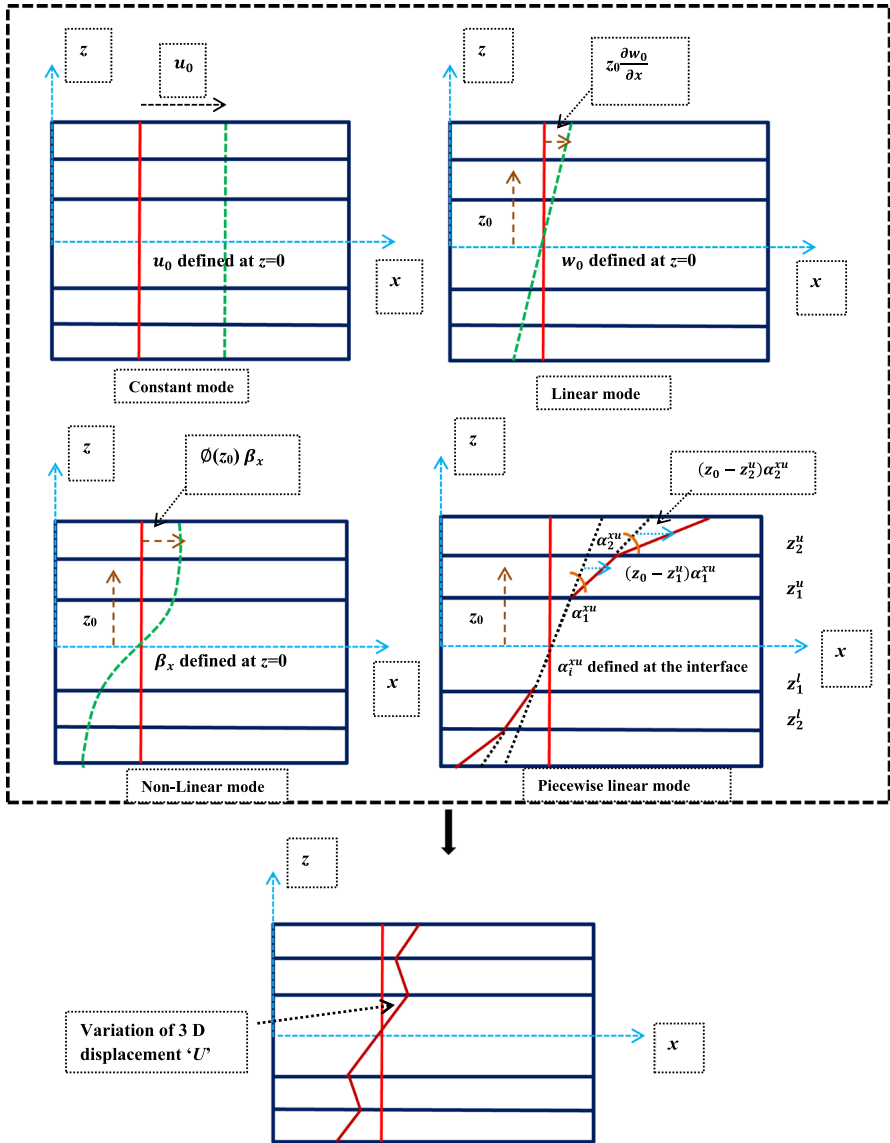 z
u₀
u₀ defined at z=0
x
Constant mode
z
z₀ ∂w₀/∂x
z₀
w₀ defined at z=0
x
Linear mode
z
∅(z₀) βₓ
z₀
βₓ defined at z=0
x
Non-Linear mode
z
(z₀ − z₂ᵘ)α₂ˣᵘ
α₂ˣᵘ
z₂ᵘ
(z₀ − z₁ᵘ)α₁ˣᵘ
z₁ᵘ
α₁ˣᵘ
z₀
x
αᵢˣᵘ defined at the interface
z₁ˡ
z₂ˡ
Piecewise linear mode
z
Variation of 3 D
displacement ‘U’
x